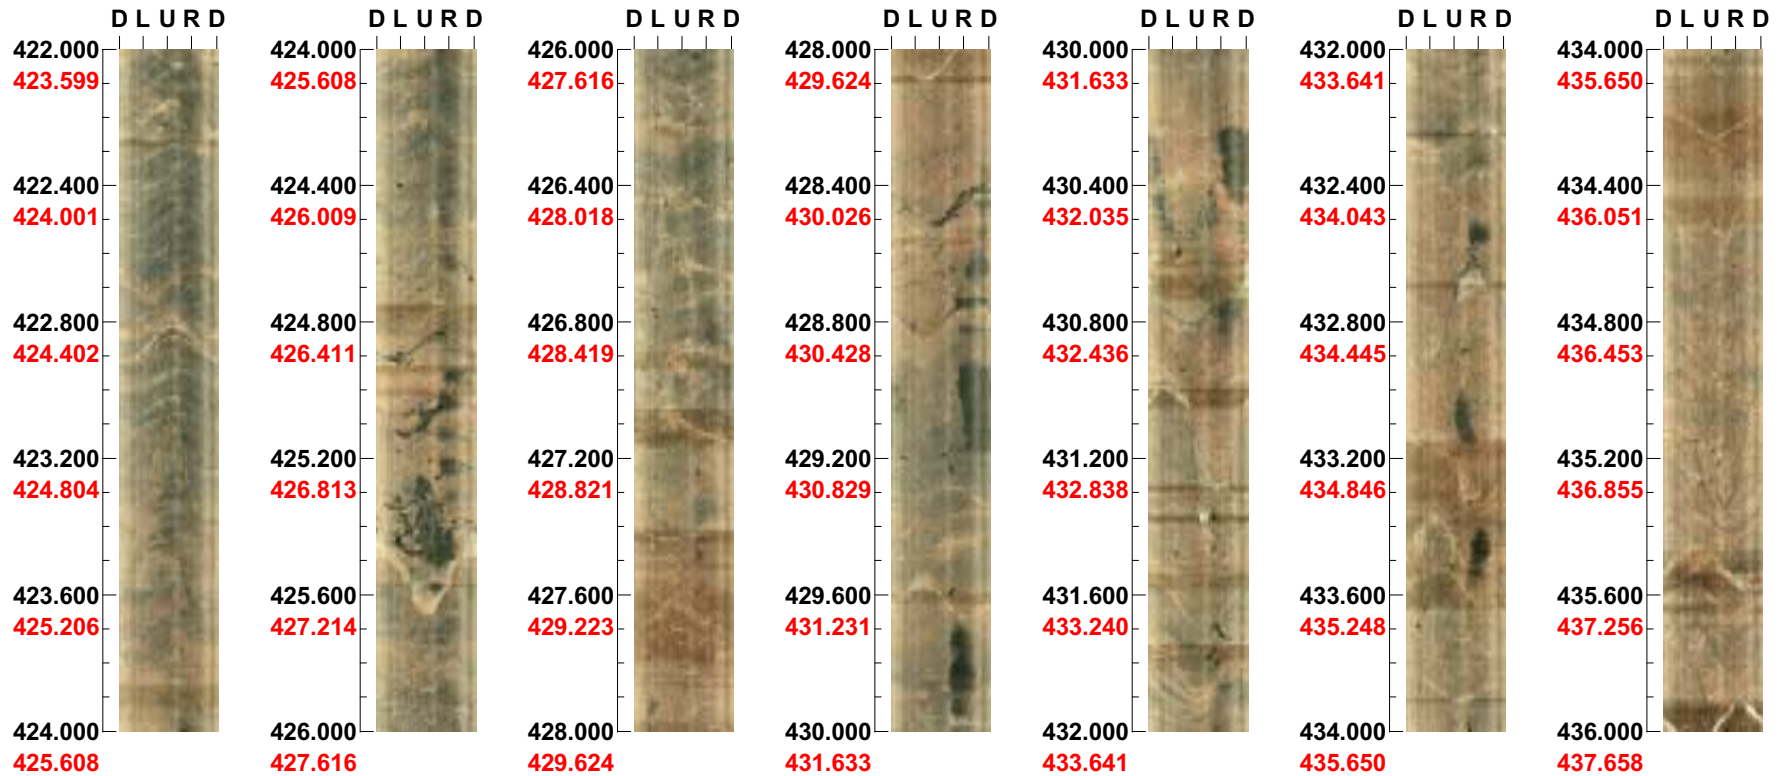 D L U R D D L U R D D L U R D D L U R D D L U R D D L U R D D L U R D
422.000 424.000 426.000 428.000 430.000 432.000 434.000
423.599 425.608 427.616 429.624 431.633 433.641 435.650
422.400 424.400 426.400 428.400 430.400 432.400 434.400
424.001 426.009 428.018 430.026 432.035 434.043 436.051
422.800 424.800 426.800 428.800 430.800 432.800 434.800
424.402 426.411 428.419 430.428 432.436 434.445 436.453
423.200 425.200 427.200 429.200 431.200 433.200 435.200
424.804 426.813 428.821 430.829 432.838 434.846 436.855
423.600 425.600 427.600 429.600 431.600 433.600 435.600
425.206 427.214 429.223 431.231 433.240 435.248 437.256
424.000 426.000 428.000 430.000 432.000 434.000 436.000
425.608 427.616 429.624 431.633 433.641 435.650 437.658